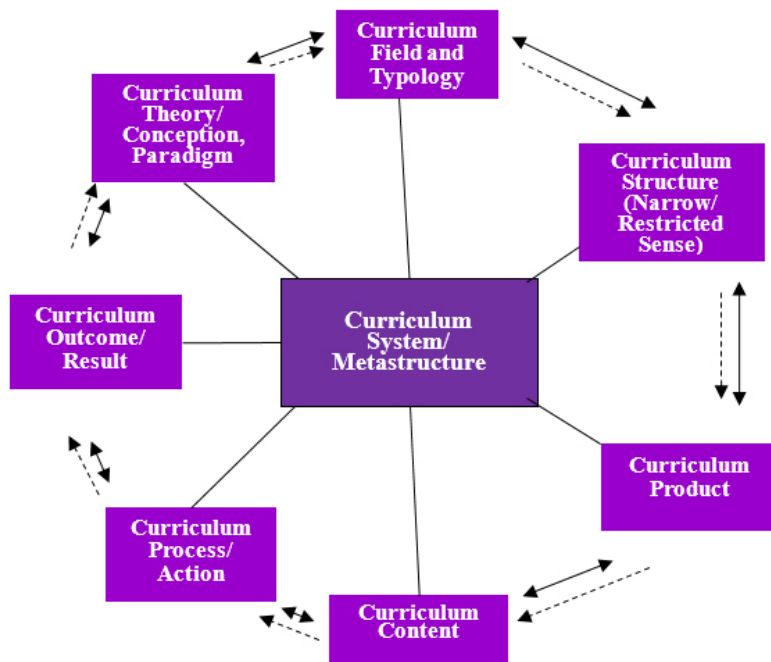 Curriculum
Field and
Typology
Curriculum
Theory/
Conception,
Paradigm
Curriculum
Structure
(Narrow/
Restricted
Sense)
Curriculum
System/
Metastructure
Curriculum
Outcome/
Result
Curriculum
Product
Curriculum
Process/
Action
Curriculum
Content